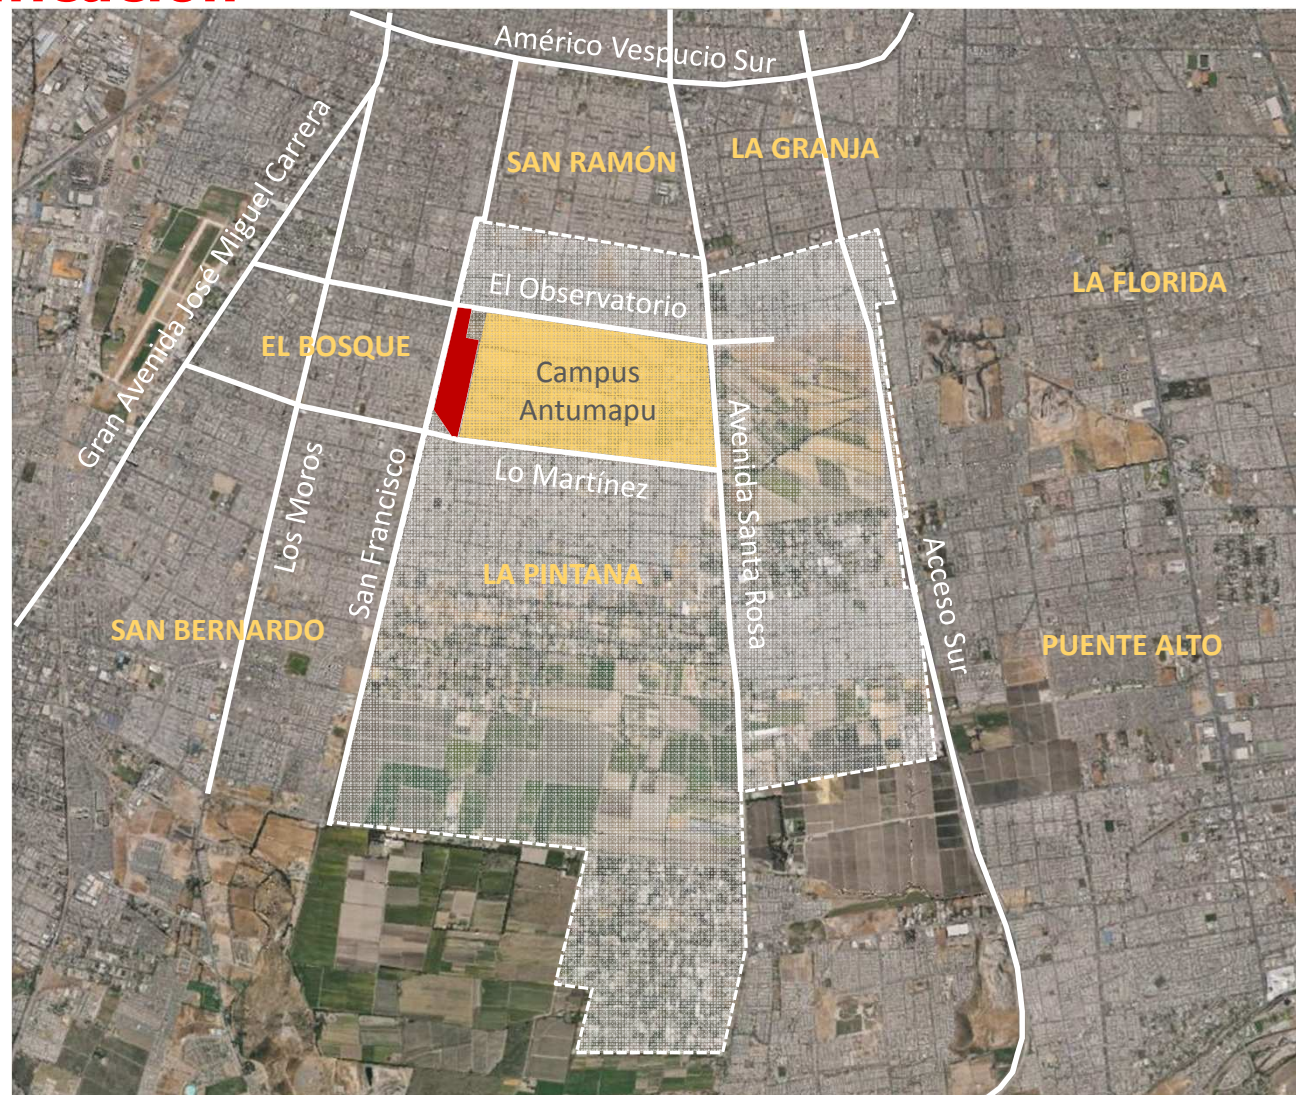 Américo Vespucio Sur
Gran Avenida José Miguel Carrera
SAN RAMÓN
LA GRANJA
LA FLORIDA
El Observatorio
EL BOSQUE
Campus
Antumapu
Avenida Santa Rosa
Lo Martínez
Los Moros
San Francisco
LA PINTANA
Acceso Sur
SAN BERNARDO
PUENTE ALTO